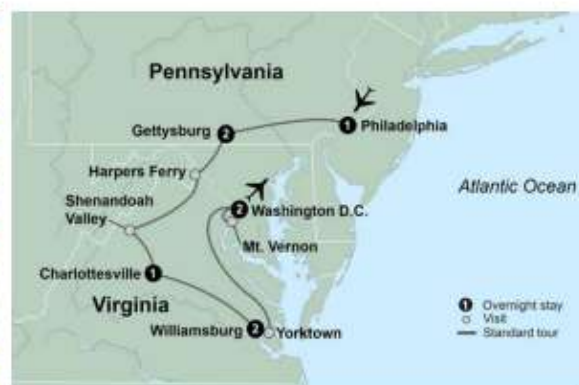 Pennsylvania
Gettysburg 2
1 Philadelphia
Harpers Ferry
Atlantic Ocean
Shenandoah
Valley
2 Washington D.C.
Mt. Vernon
Charlottesville 1
Virginia
Williamsburg 2 Yorktown
1 Overnight stay
Visit
Standard tour